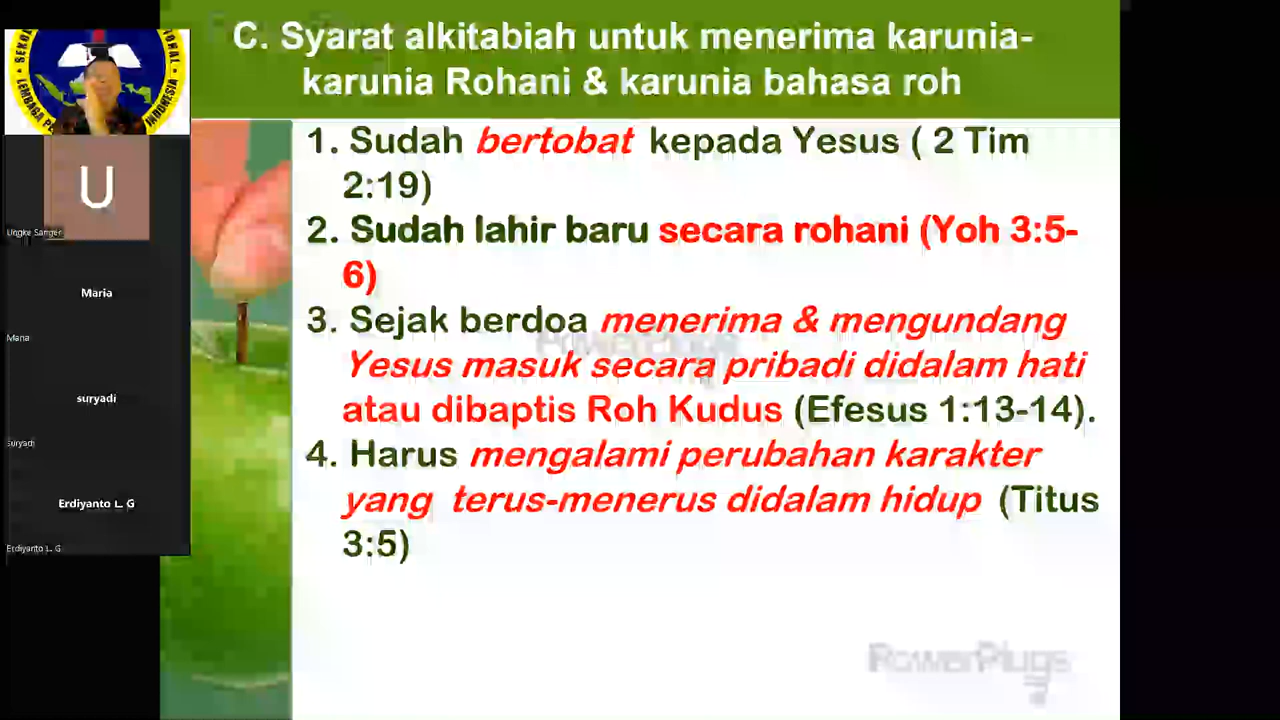 C. Syarat alkitabiah untuk menerima karunia-
karunia Rohani & karunia bahasa roh
1. Sudah bertobat kepada Yesus ( 2 Tim
2:19)
2. Sudah lahir baru secara rohani (Yoh 3:5-
6)
3. Sejak berdoa menerima & mengundang
Yesus masuk secara pribadi didalam hati
atau dibaptis Roh Kudus (Efesus 1:13-14).
4. Harus mengalami perubahan karakter
yang terus-menerus didalam hidup (Titus
3:5)
PowerPlugs
U
Ungke Sanger
Maria
Maria
suryadi
suryadi
Erdiyanto L. G
Erdiyanto L. G
LEMBAGA
INDONESIA
PowerPlugs